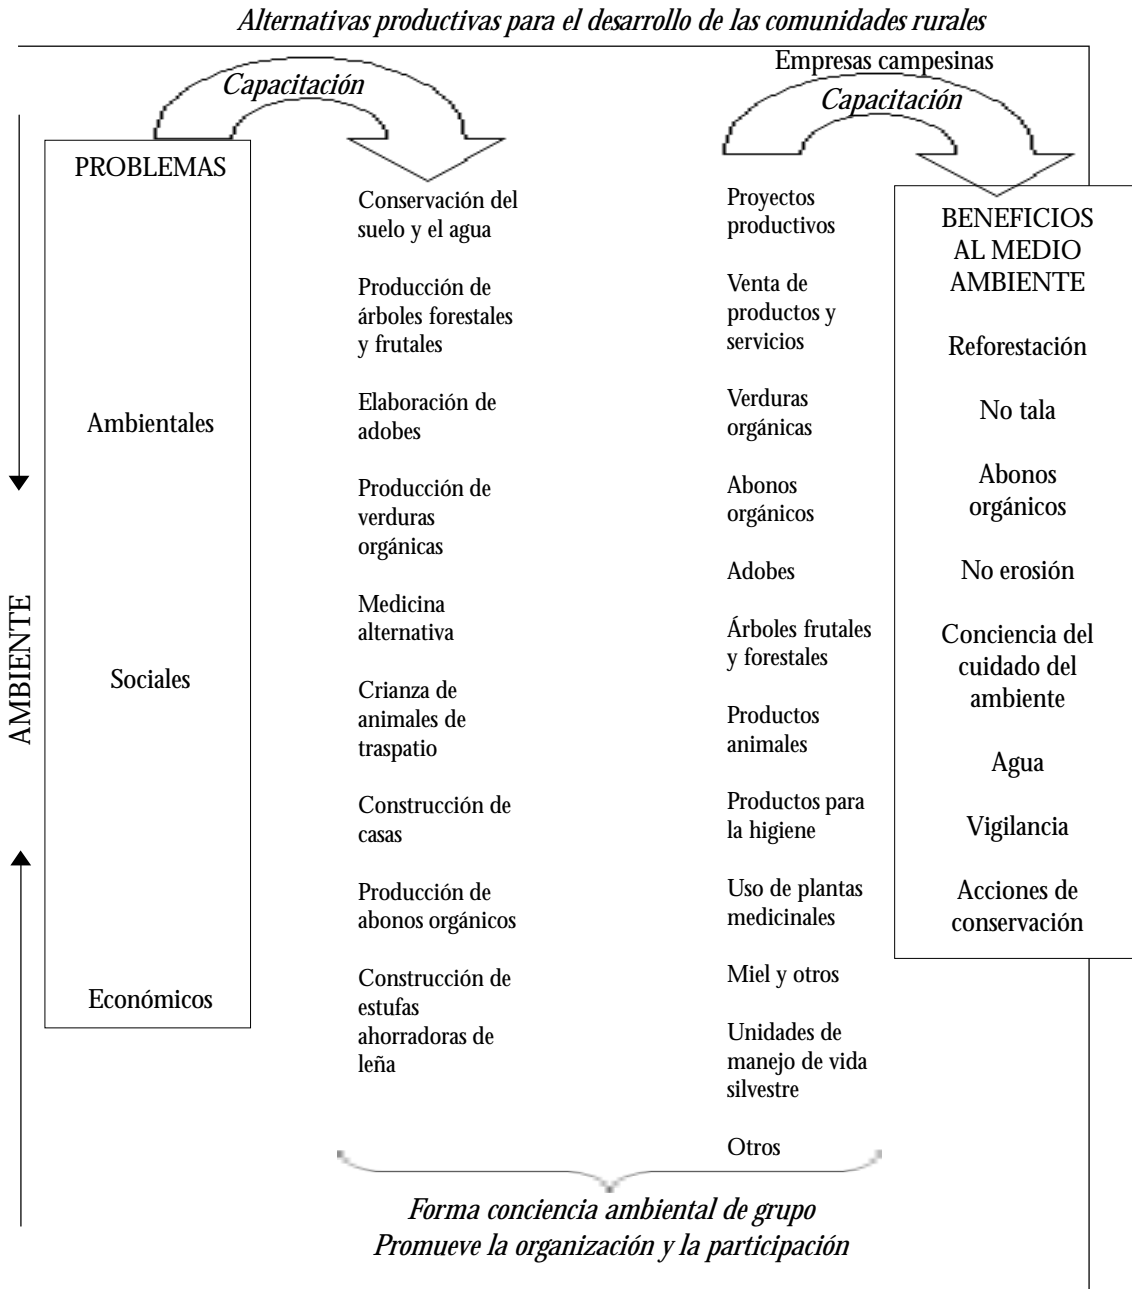 Alternativas productivas para el desarrollo de las comunidades rurales
Capacitación
Empresas campesinas
Capacitación
AMBIENTE
PROBLEMAS
Ambientales
Sociales
Económicos
Conservación del
suelo y el agua
Producción de
árboles forestales
y frutales
Elaboración de
adobes
Producción de
verduras
orgánicas
Medicina
alternativa
Crianza de
animales de
traspatio
Construcción de
casas
Producción de
abonos orgánicos
Construcción de
estufas
ahorradoras de
leña
Proyectos
productivos
Venta de
productos y
servicios
Verduras
orgánicas
Abonos
orgánicos
Adobes
Árboles frutales
y forestales
Productos
animales
Productos para
la higiene
Uso de plantas
medicinales
Miel y otros
Unidades de
manejo de vida
silvestre
Otros
BENEFICIOS
AL MEDIO
AMBIENTE
Reforestación
No tala
Abonos
orgánicos
No erosión
Conciencia del
cuidado del
ambiente
Agua
Vigilancia
Acciones de
conservación
Forma conciencia ambiental de grupo
Promueve la organización y la participación